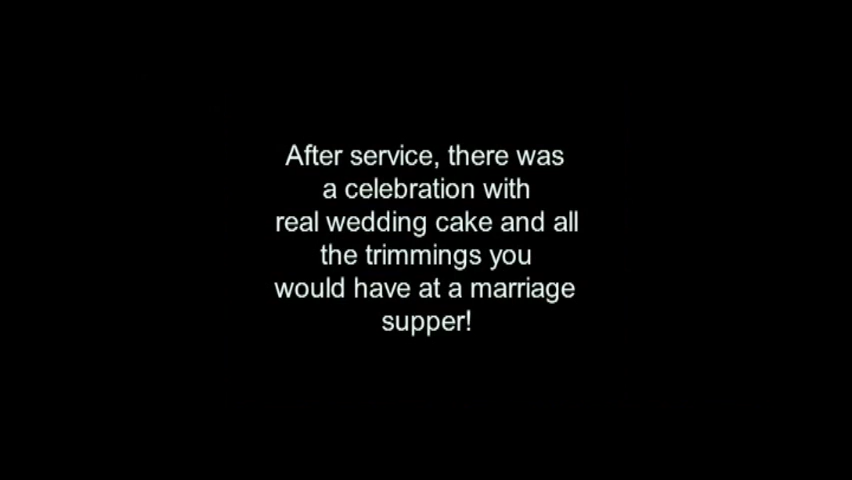 After service, there was
a celebration with
real wedding cake and all
the trimmings you
would have at a marriage
supper!